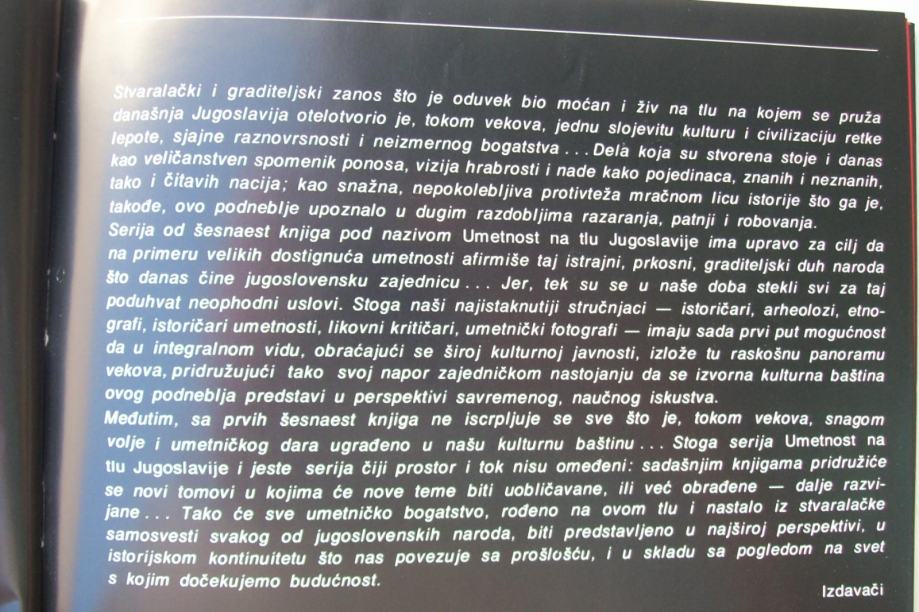 Stvaralački i graditeljski zanos što je oduvek bio moćan i živ na tlu na kojem se pruža
današnja Jugoslavija otelotvorio je, tokom vekova, jednu slojevitu kulturu i civilizaciju retke
lepote, sjajne raznovrsnosti i neizmernog bogatstva ... Dela koja su stvorena stoje i danas
kao veličanstven spomenik ponosa, vizija hrabrosti i nade kako pojedinaca, znanih i neznanih,
tako i čitavih nacija; kao snažna, nepokolebljiva protivteža mračnom licu istorije što ga je,
takođe, ovo podneblje upoznalo u dugim razdobljima razaranja, patnji i robovanja.
Serija od šesnaest knjiga pod nazivom Umetnost na tlu Jugoslavije ima upravo za cilj da
na primeru velikih dostignuća umetnosti afirmiše taj istrajni, prkosni, graditeljski duh naroda
što danas čine jugoslovensku zajednicu ... Jer, tek su se u naše doba stekli svi za taj
poduhvat neophodni uslovi. Stoga naši najistaknutiji stručnjaci — istoričari, arheolozi, etno-
grafi, istoričari umetnosti, likovni kritičari, umetnički fotografi — imaju sada prvi put mogućnost
da u integralnom vidu, obraćajući se široj kulturnoj javnosti, izlože tu raskošnu panoramu
vekova, pridružujući tako svoj napor zajedničkom nastojanju da se izvorna kulturna baština
ovog podneblja predstavi u perspektivi savremenog, naučnog iskustva.
Međutim, sa prvih šesnaest knjiga ne iscrpljuje se sve što je, tokom vekova, snagom
volje i umetničkog dara ugrađeno u našu kulturnu baštinu ... Stoga serija Umetnost na
tlu Jugoslavije i jeste serija čiji prostor i tok nisu omeđeni: sadašnjim knjigama pridružiće
se novi tomovi u kojima će nove teme biti uobličavane, ili već obrađene — dalje razvi-
jane ... Tako će sve umetničko bogatstvo, rođeno na ovom tlu i nastalo iz stvaralačke
samosvesti svakog od jugoslovenskih naroda, biti predstavljeno u najširoj perspektivi, u
istorijskom kontinuitetu što nas povezuje sa prošlošću, i u skladu sa pogledom na svet
s kojim dočekujemo budućnost.
Izdavači